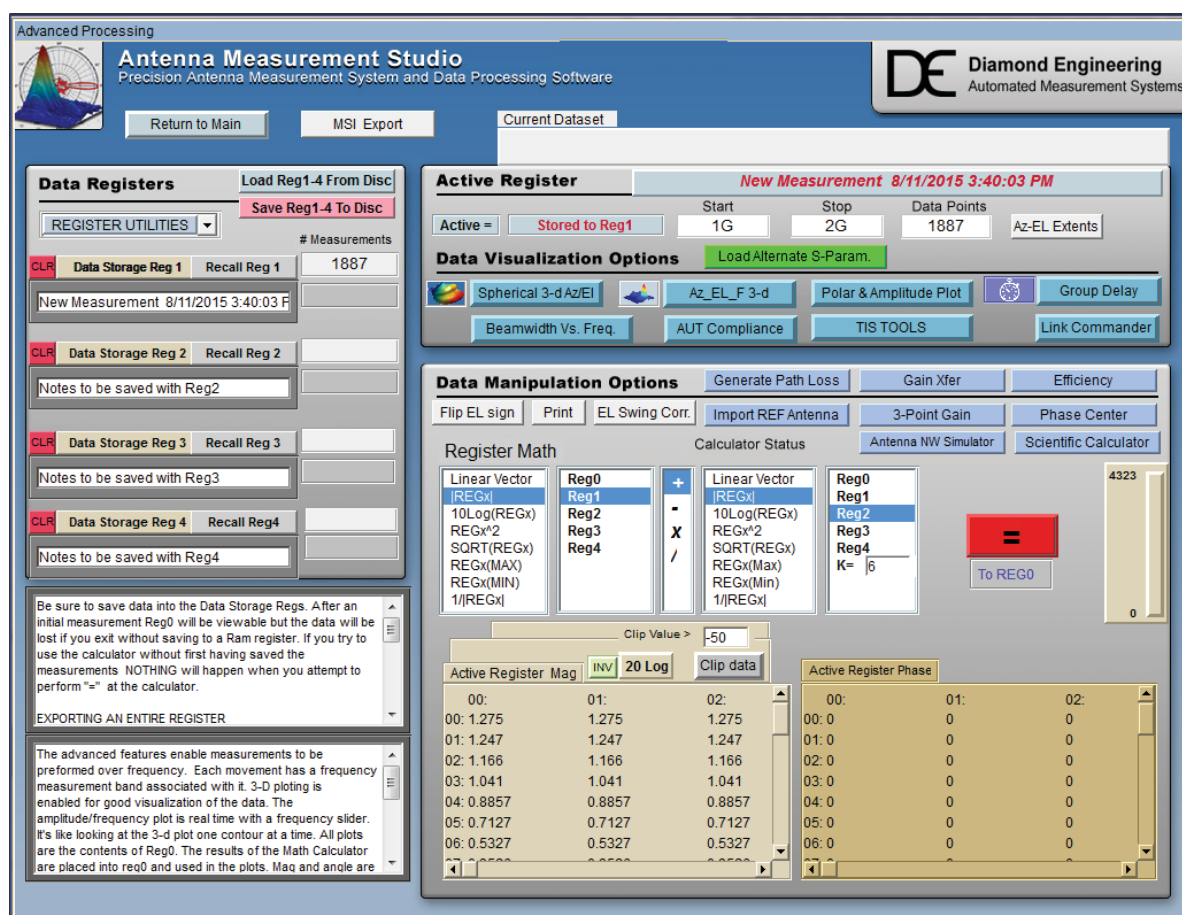 Advanced Processing
Antenna Measurement Studio
Precision Antenna Measurement System and Data Processing Software
DE Diamond Engineering
Automated Measurement Systems
Return to Main
MSI Export
Current Dataset
Data Registers
Load Reg1-4 From Disc
Save Reg1-4 To Disc
REGISTER UTILITIES
# Measurements
CLR Data Storage Reg 1 Recall Reg 1 1887
New Measurement 8/11/2015 3:40:03 F
CLR Data Storage Reg 2 Recall Reg 2
Notes to be saved with Reg2
CLR Data Storage Reg 3 Recall Reg 3
Notes to be saved with Reg3
CLR Data Storage Reg 4 Recall Reg4
Notes to be saved with Reg4
Be sure to save data into the Data Storage Regs. After an
initial measurement Reg0 will be viewable but the data will be
lost if you exit without saving to a Ram register. If you try to
use the calculator without first having saved the
measurements NOTHING will happen when you attempt to
perform "=" at the calculator.
EXPORTING AN ENTIRE REGISTER
The advanced features enable measurements to be
preformed over frequency. Each movement has a frequency
measurement band associated with it. 3-D ploting is
enabled for good visualization of the data. The
amplitude/frequency plot is real time with a frequency slider.
It's like looking at the 3-d plot one contour at a time. All plots
are the contents of Reg0. The results of the Math Calculator
are placed into reg0 and used in the plots. Mag and angle are
Active Register
New Measurement 8/11/2015 3:40:03 PM
Start Stop Data Points
Active = Stored to Reg1 1G 2G 1887 Az-EL Extents
Data Visualization Options
Load Alternate S-Param.
Spherical 3-d Az/El Az_EL_F 3-d Polar & Amplitude Plot Group Delay
Beamwidth Vs. Freq. AUT Compliance TIS TOOLS Link Commander
Data Manipulation Options
Generate Path Loss Gain Xfer Efficiency
Flip EL sign Print EL Swing Corr. Import REF Antenna 3-Point Gain Phase Center
Register Math
Calculator Status
Antenna NW Simulator Scientific Calculator
Linear Vector Reg0 + Linear Vector Reg0
|REGx| Reg1 - |REGx| Reg1
10Log(REGx) Reg2 10Log(REGx) Reg2
REGx^2 Reg3 x REGx^2 Reg3
SQRT(REGx) Reg4 / SQRT(REGx) Reg4
REGx(MAX) REGx(Max) K= 6
REGx(MIN) REGx(Min)
1/|REGx| 1/|REGx|
=
To REG0
4323
0
Clip Value > -50
Active Register Mag INV 20 Log Clip data
00: 01: 02:
00: 1.275 1.275 1.275
01: 1.247 1.247 1.247
02: 1.166 1.166 1.166
03: 1.041 1.041 1.041
04: 0.8857 0.8857 0.8857
05: 0.7127 0.7127 0.7127
06: 0.5327 0.5327 0.5327
Active Register Phase
00: 01: 02:
00: 0 0 0
01: 0 0 0
02: 0 0 0
03: 0 0 0
04: 0 0 0
05: 0 0 0
06: 0 0 0